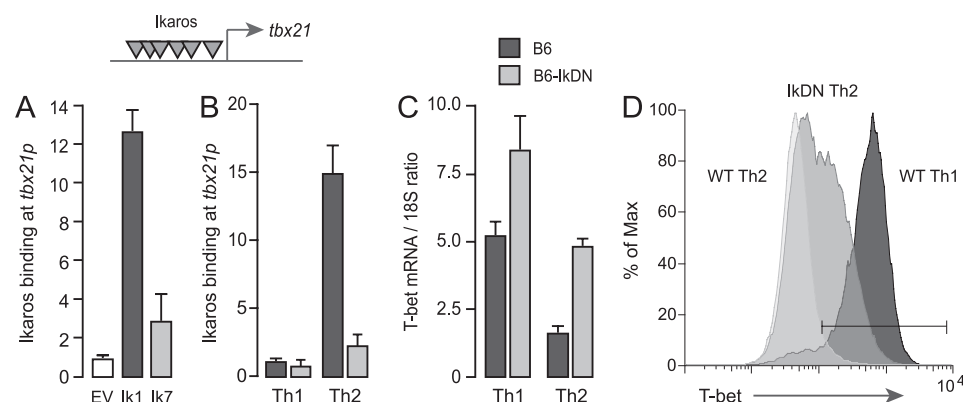 Ikaros
tbx21
B6
B6-IkDN
A
Ikaros binding at tbx21p
14
12
10
8
6
4
2
0
EV Ik1 Ik7
B
Ikaros binding at tbx21p
20
15
10
5
0
Th1 Th2
C
T-bet mRNA / 18S ratio
10.0
7.5
5.0
2.5
0
Th1 Th2
D
IkDN Th2
WT Th2
WT Th1
% of Max
100
80
60
40
20
0
T-bet
10⁴